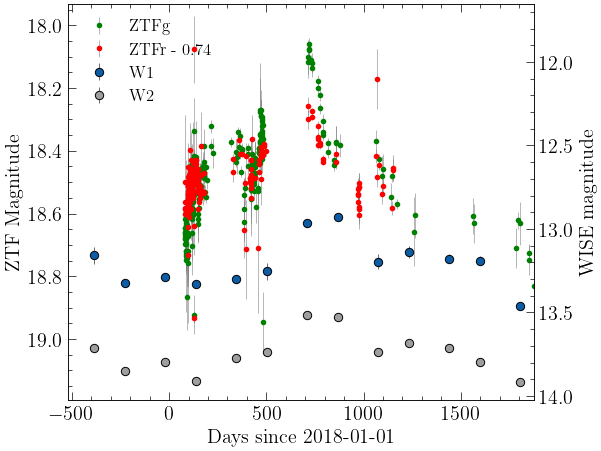 ZTFg
ZTFr - 0.74
W1
W2
18.0
18.2
18.4
18.6
18.8
19.0
ZTF Magnitude
12.0
12.5
13.0
13.5
14.0
WISE magnitude
−500
0
500
1000
1500
Days since 2018-01-01